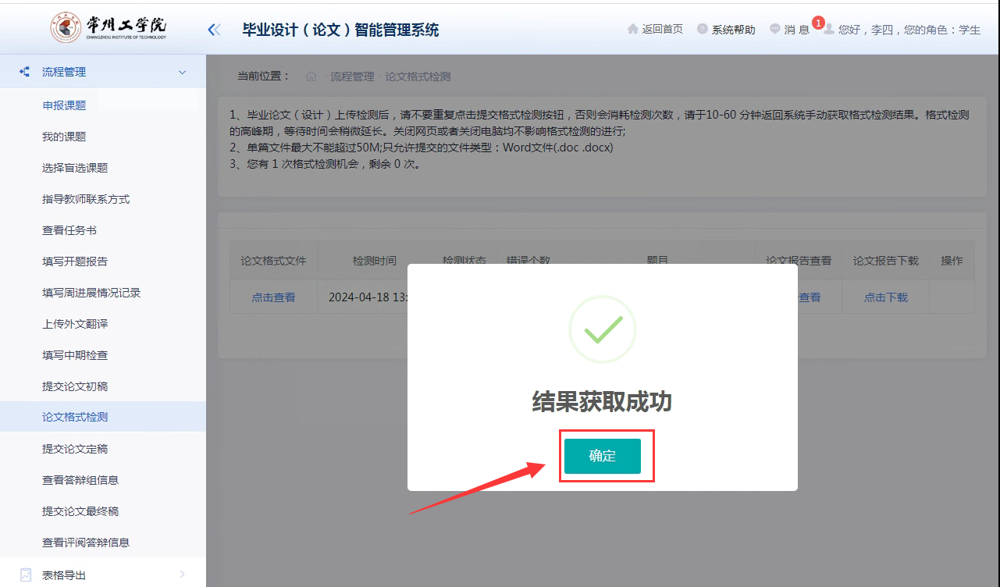 常州工学院
CHANGZHOU INSTITUTE OF TECHNOLOGY
毕业设计（论文）智能管理系统
返回首页
系统帮助
消 息
1
您好，李四，您的角色：学生
流程管理
申报课题
我的课题
选择盲选课题
指导教师联系方式
查看任务书
填写开题报告
填写周进展情况记录
上传外文翻译
填写中期检查
提交论文初稿
论文格式检测
提交论文定稿
查看答辩组信息
提交论文最终稿
查看评阅答辩信息
表格导出
当前位置：
流程管理 论文格式检测
1、毕业论文（设计）上传检测后，请不要重复点击提交格式检测按钮，否则会消耗检测次数，请于10-60 分钟返回系统手动获取格式检测结果。格式检测
的高峰期，等待时间会稍微延长。关闭网页或者关闭电脑均不影响格式检测的进行;
2、单篇文件最大不能超过50M;只允许提交的文件类型：Word文件(.doc .docx)
3、您有 1 次格式检测机会，剩余 0 次。
论文格式文件 检测时间 检测状态 错误个数 题目 论文报告查看 论文报告下载 操作
点击查看 2024-04-18 13: 查看 点击下载
结果获取成功
确定